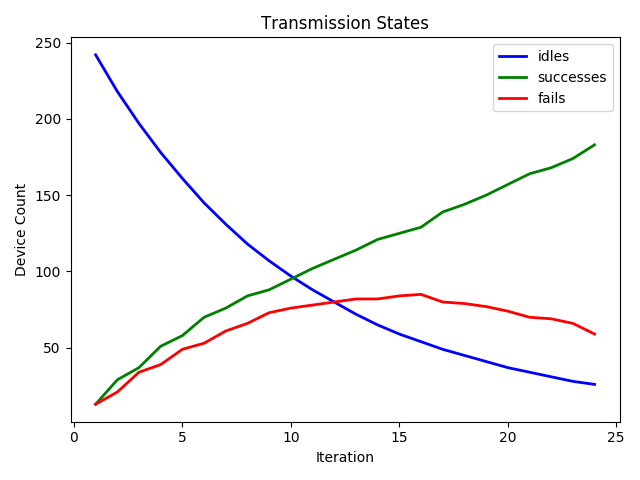 Transmission States
250
200
150
100
50
0
5
10
15
20
25
Device Count
Iteration
idles
successes
fails